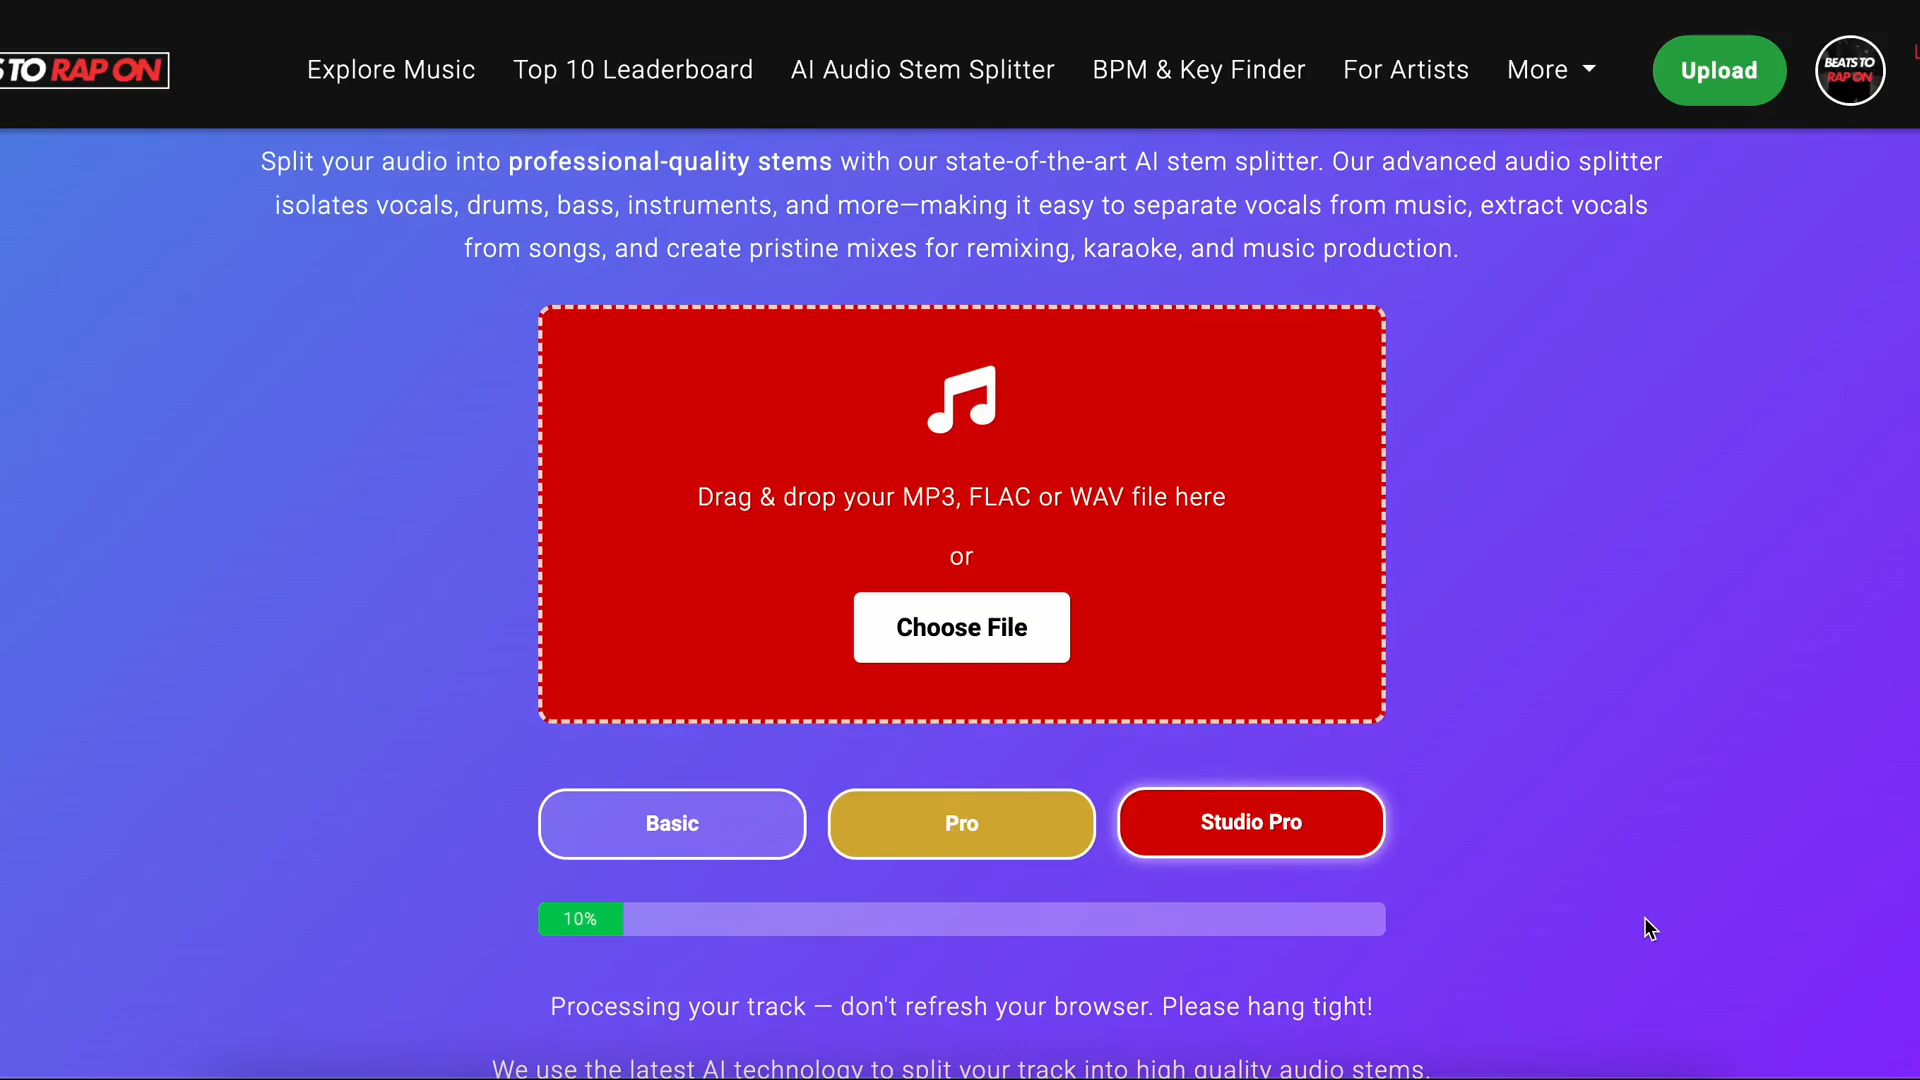 TO RAP ON
Explore Music
Top 10 Leaderboard
AI Audio Stem Splitter
BPM & Key Finder
For Artists
More
Upload
BEATS TO
RAP ON
Split your audio into professional-quality stems with our state-of-the-art AI stem splitter. Our advanced audio splitter
isolates vocals, drums, bass, instruments, and more—making it easy to separate vocals from music, extract vocals
from songs, and create pristine mixes for remixing, karaoke, and music production.
Drag & drop your MP3, FLAC or WAV file here
or
Choose File
Basic
Pro
Studio Pro
10%
Processing your track — don't refresh your browser. Please hang tight!
We use the latest AI technology to split your track into high quality audio stems.